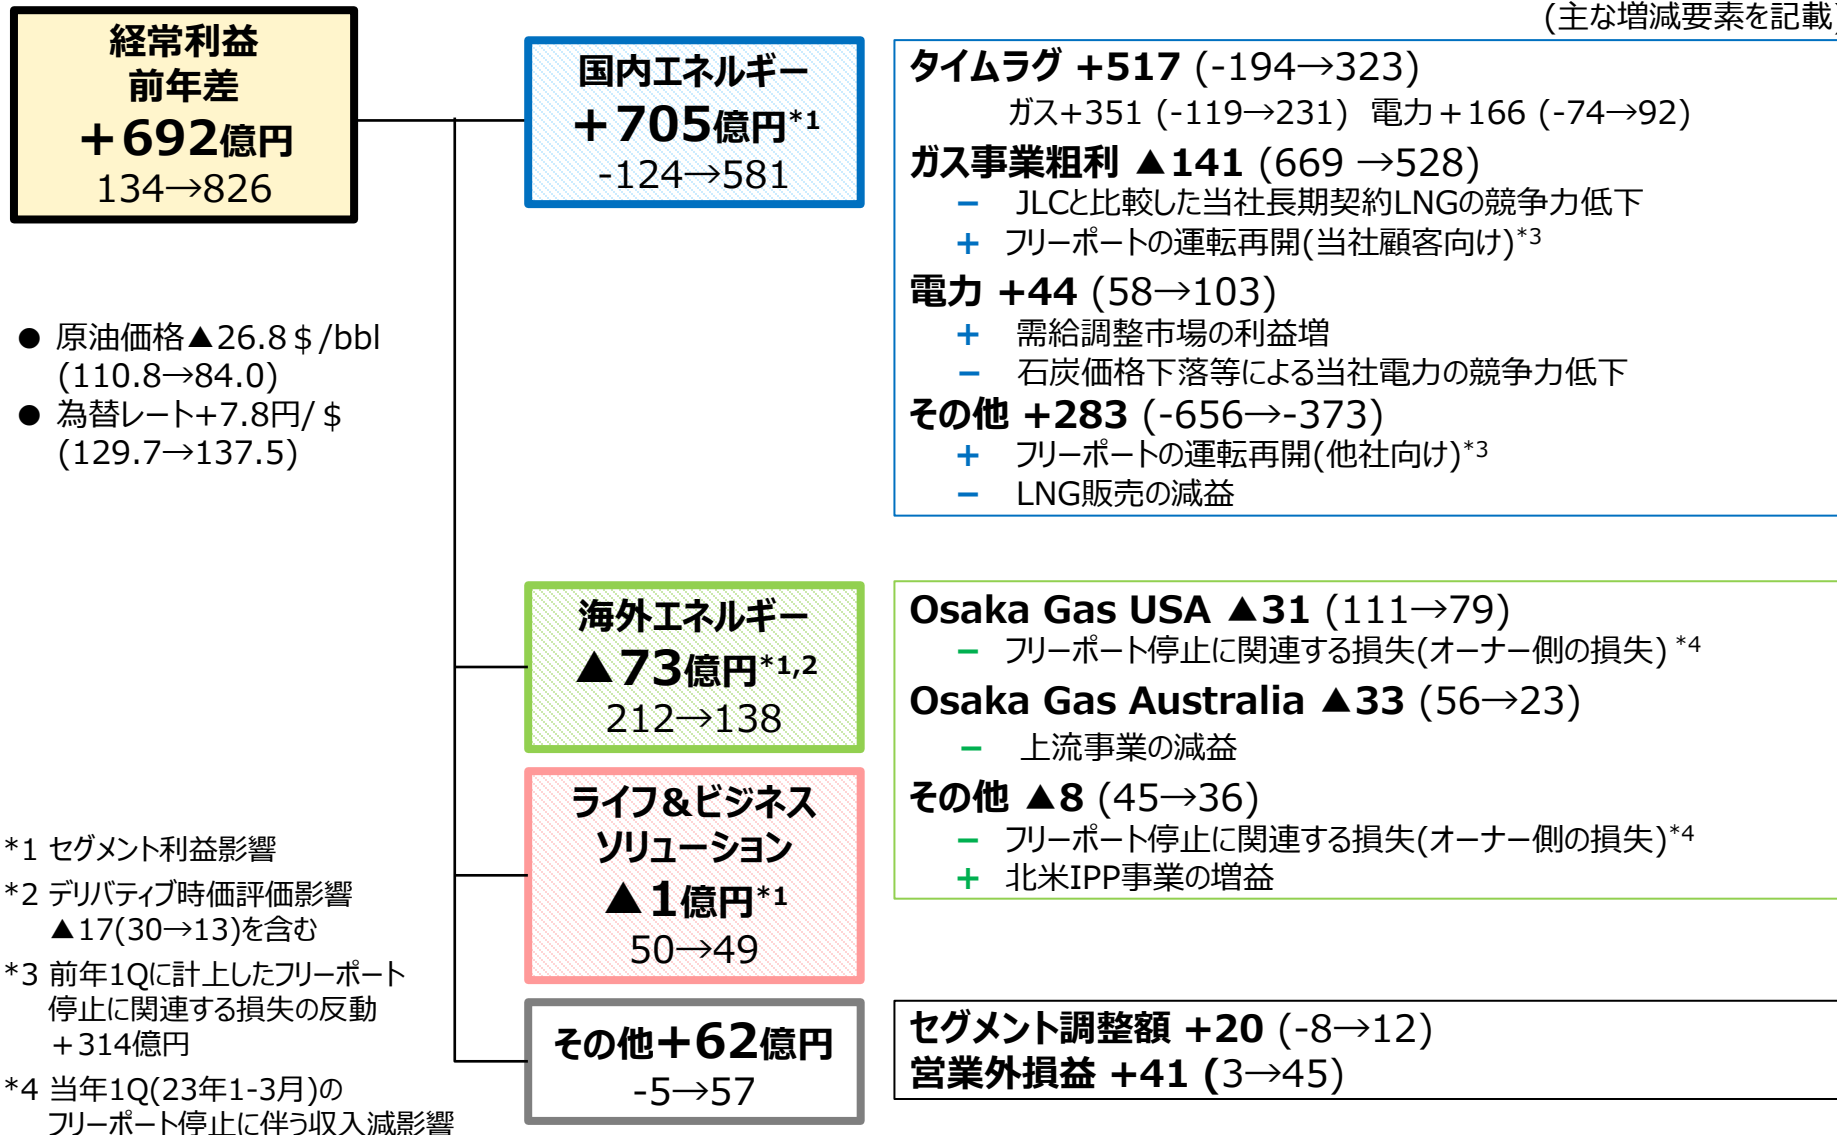 (主な増減要素を記載)
経常利益
前年差
+692億円
134→826
● 原油価格▲26.8＄/bbl
(110.8→84.0)
● 為替レート+7.8円/＄
(129.7→137.5)
国内エネルギー
+705億円*1
-124→581
タイムラグ +517 (-194→323)
ガス+351 (-119→231) 電力+166 (-74→92)
ガス事業粗利 ▲141 (669 →528)
− JLCと比較した当社長期契約LNGの競争力低下
+ フリーポートの運転再開(当社顧客向け)*3
電力 +44 (58→103)
+ 需給調整市場の利益増
− 石炭価格下落等による当社電力の競争力低下
その他 +283 (-656→-373)
+ フリーポートの運転再開(他社向け)*3
− LNG販売の減益
海外エネルギー
▲73億円*1,2
212→138
Osaka Gas USA ▲31 (111→79)
− フリーポート停止に関連する損失(オーナー側の損失) *4
Osaka Gas Australia ▲33 (56→23)
− 上流事業の減益
その他 ▲8 (45→36)
− フリーポート停止に関連する損失(オーナー側の損失)*4
+ 北米IPP事業の増益
ライフ&ビジネス
ソリューション
▲1億円*1
50→49
その他+62億円
-5→57
セグメント調整額 +20 (-8→12)
営業外損益 +41 (3→45)
*1 セグメント利益影響
*2 デリバティブ時価評価影響
▲17(30→13)を含む
*3 前年1Qに計上したフリーポート
停止に関連する損失の反動
+314億円
*4 当年1Q(23年1-3月)の
フリーポート停止に伴う収入減影響